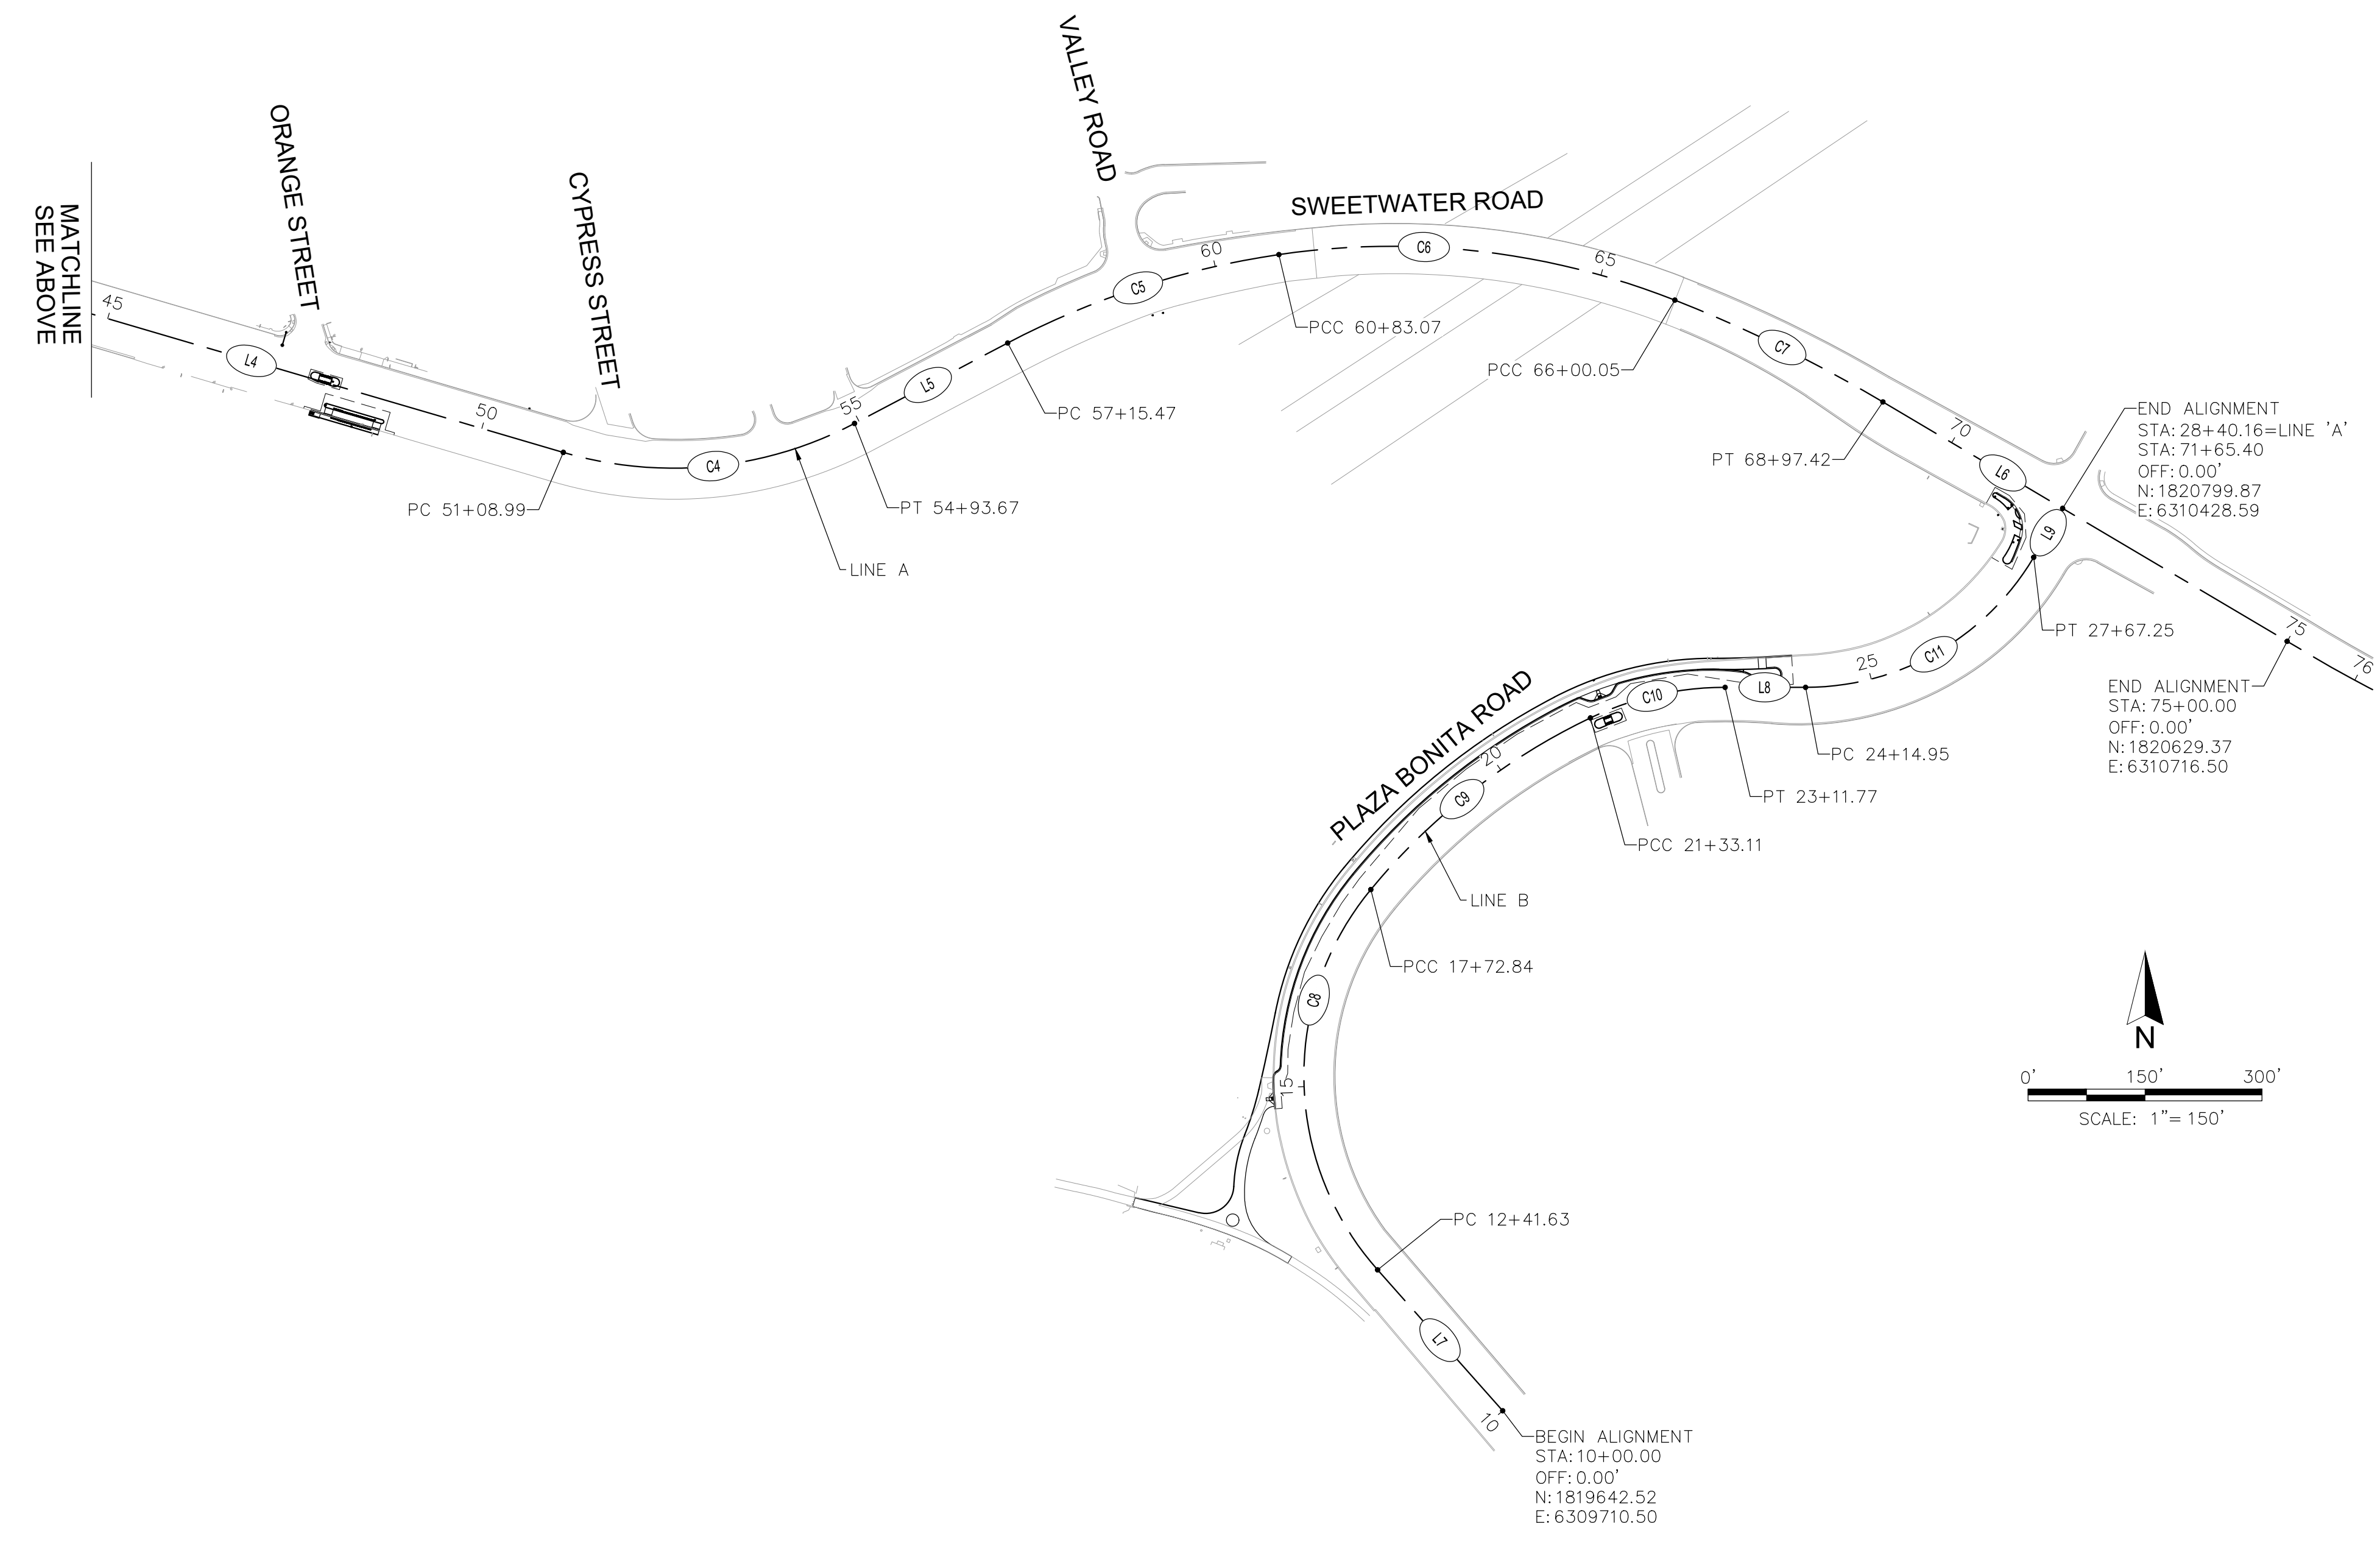 VALLEY ROAD
ORANGE STREET
CYPRESS STREET
MATCHLINE
SEE ABOVE
SWEETWATER ROAD
45
L4
50
PC 51+08.99
C4
55
PT 54+93.67
LINE A
L5
PC 57+15.47
C5
60
PCC 60+83.07
C6
65
PCC 66+00.05
C7
PT 68+97.42
70
L6
END ALIGNMENT
STA: 28+40.16=LINE 'A'
STA: 71+65.40
OFF: 0.00'
N: 1820799.87
E: 6310428.59
L9
PT 27+67.25
75
76
END ALIGNMENT
STA: 75+00.00
OFF: 0.00'
N: 1820629.37
E: 6310716.50
C11
25
PC 24+14.95
L8
PT 23+11.77
C10
PCC 21+33.11
PLAZA BONITA ROAD
20
C9
LINE B
PCC 17+72.84
C8
15
PC 12+41.63
L7
10
BEGIN ALIGNMENT
STA: 10+00.00
OFF: 0.00'
N: 1819642.52
E: 6309710.50
N
0' 150' 300'
SCALE: 1"= 150'